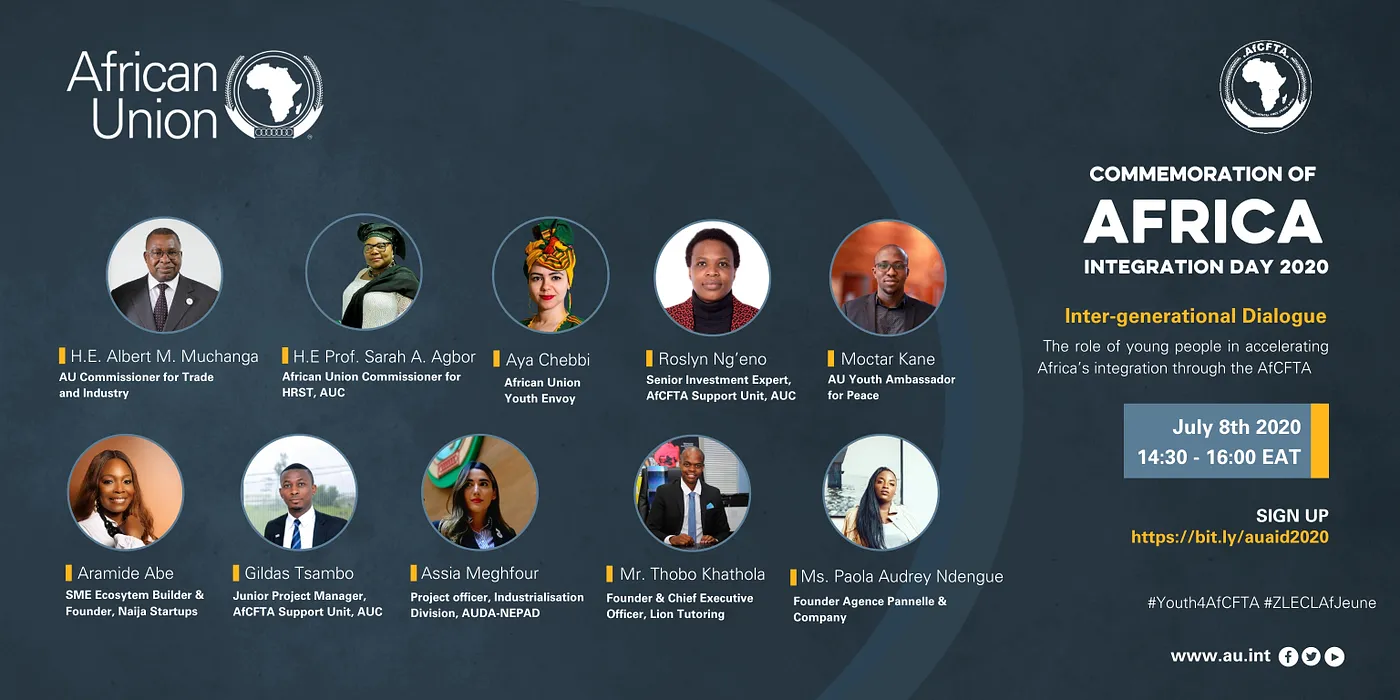 African
Union
AfCFTA
COMMEMORATION OF
AFRICA
INTEGRATION DAY 2020
Inter-generational Dialogue
The role of young people in accelerating
Africa's integration through the AfCFTA
July 8th 2020
14:30 - 16:00 EAT
SIGN UP
https://bit.ly/auaid2020
#Youth4AfCFTA #ZLECLAfJeune
www.au.int
H.E. Albert M. Muchanga
AU Commissioner for Trade
and Industry
H.E Prof. Sarah A. Agbor
African Union Commissioner for
HRST, AUC
Aya Chebbi
African Union
Youth Envoy
Roslyn Ng'eno
Senior Investment Expert,
AfCFTA Support Unit, AUC
Moctar Kane
AU Youth Ambassador
for Peace
Aramide Abe
SME Ecosytem Builder &
Founder, Naija Startups
Gildas Tsambo
Junior Project Manager,
AfCFTA Support Unit, AUC
Assia Meghfour
Project officer, Industrialisation
Division, AUDA-NEPAD
Mr. Thobo Khathola
Founder & Chief Executive
Officer, Lion Tutoring
Ms. Paola Audrey Ndengue
Founder Agence Pannelle &
Company